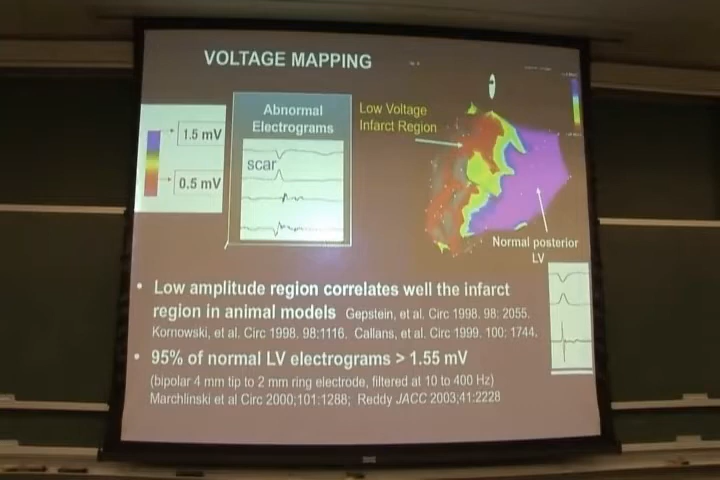 VOLTAGE MAPPING
1.5 mV
0.5 mV
Abnormal
Electrograms
scar
Low Voltage
Infarct Region
Normal posterior
LV
• Low amplitude region correlates well the infarct
region in animal models Gepstein, et al. Circ 1998. 98: 2055.
Kornowski, et al. Circ 1998. 98:1116. Callans, et al. Circ 1999. 100: 1744.
• 95% of normal LV electrograms > 1.55 mV
(bipolar 4 mm tip to 2 mm ring electrode, filtered at 10 to 400 Hz)
Marchlinski et al Circ 2000;101:1288; Reddy JACC 2003;41:2228